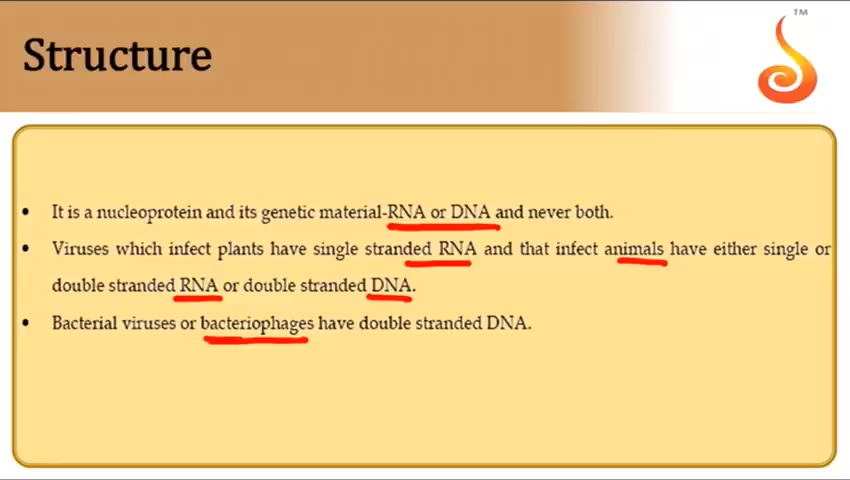 TM
Structure
• It is a nucleoprotein and its genetic material-RNA or DNA and never both.
• Viruses which infect plants have single stranded RNA and that infect animals have either single or
double stranded RNA or double stranded DNA.
• Bacterial viruses or bacteriophages have double stranded DNA.